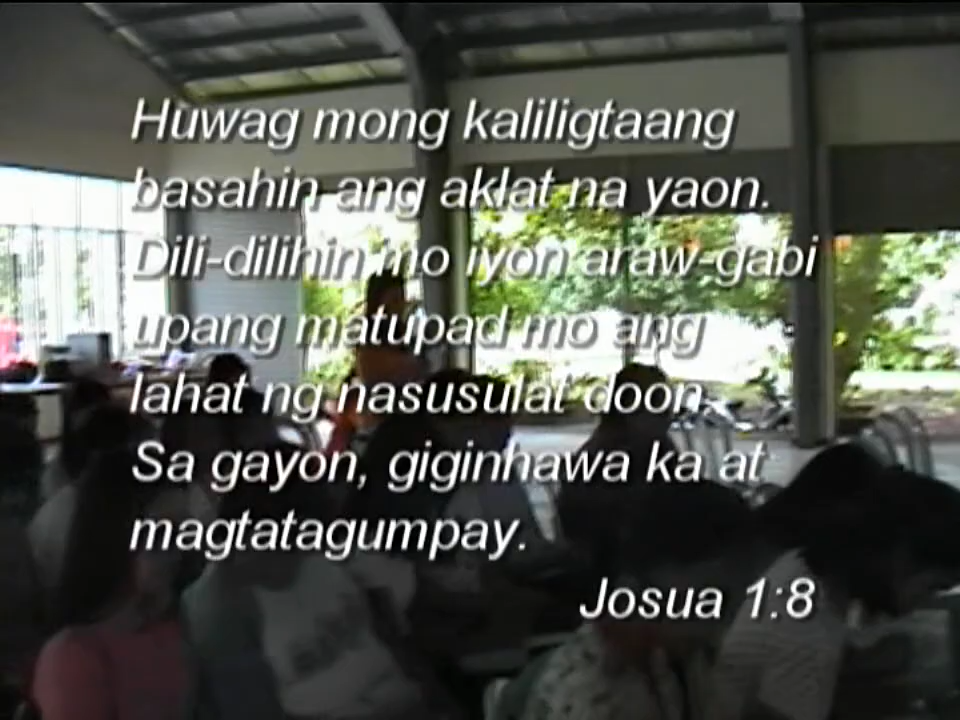 Huwag mong kaliligtaang
basahin ang aklat na yaon.
Dili-dilihin mo iyon araw-gabi
upang matupad mo ang
lahat ng nasusulat doon.
Sa gayon, giginhawa ka at
magtatagumpay.
Josua 1:8